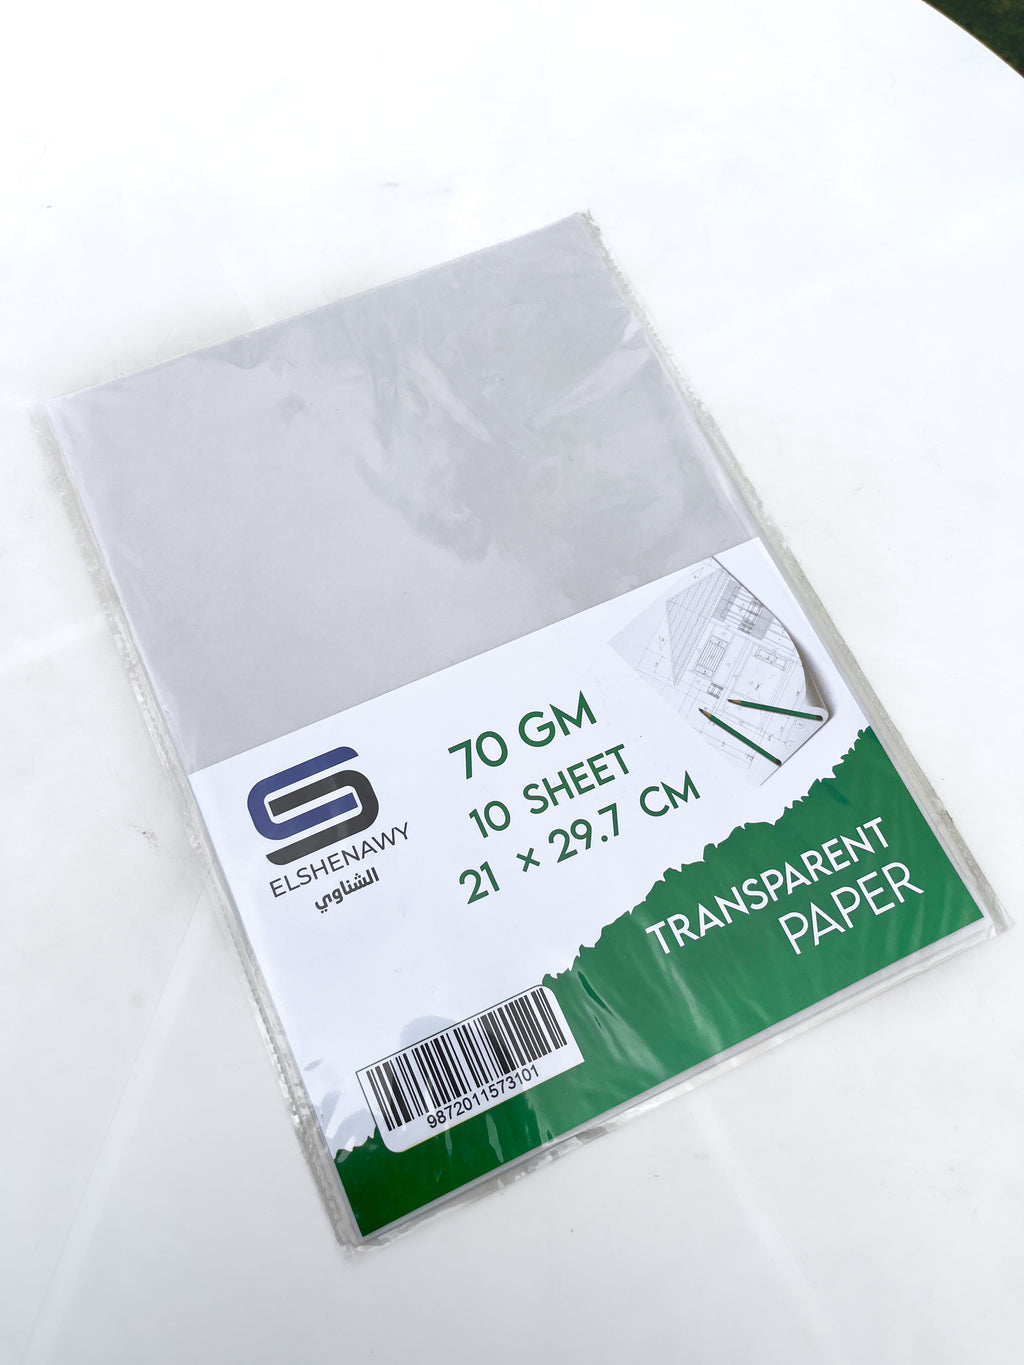 ELSHENAWY
الشناوي
70 GM
10 SHEET
21 × 29.7 CM
TRANSPARENT
PAPER
9872011573101